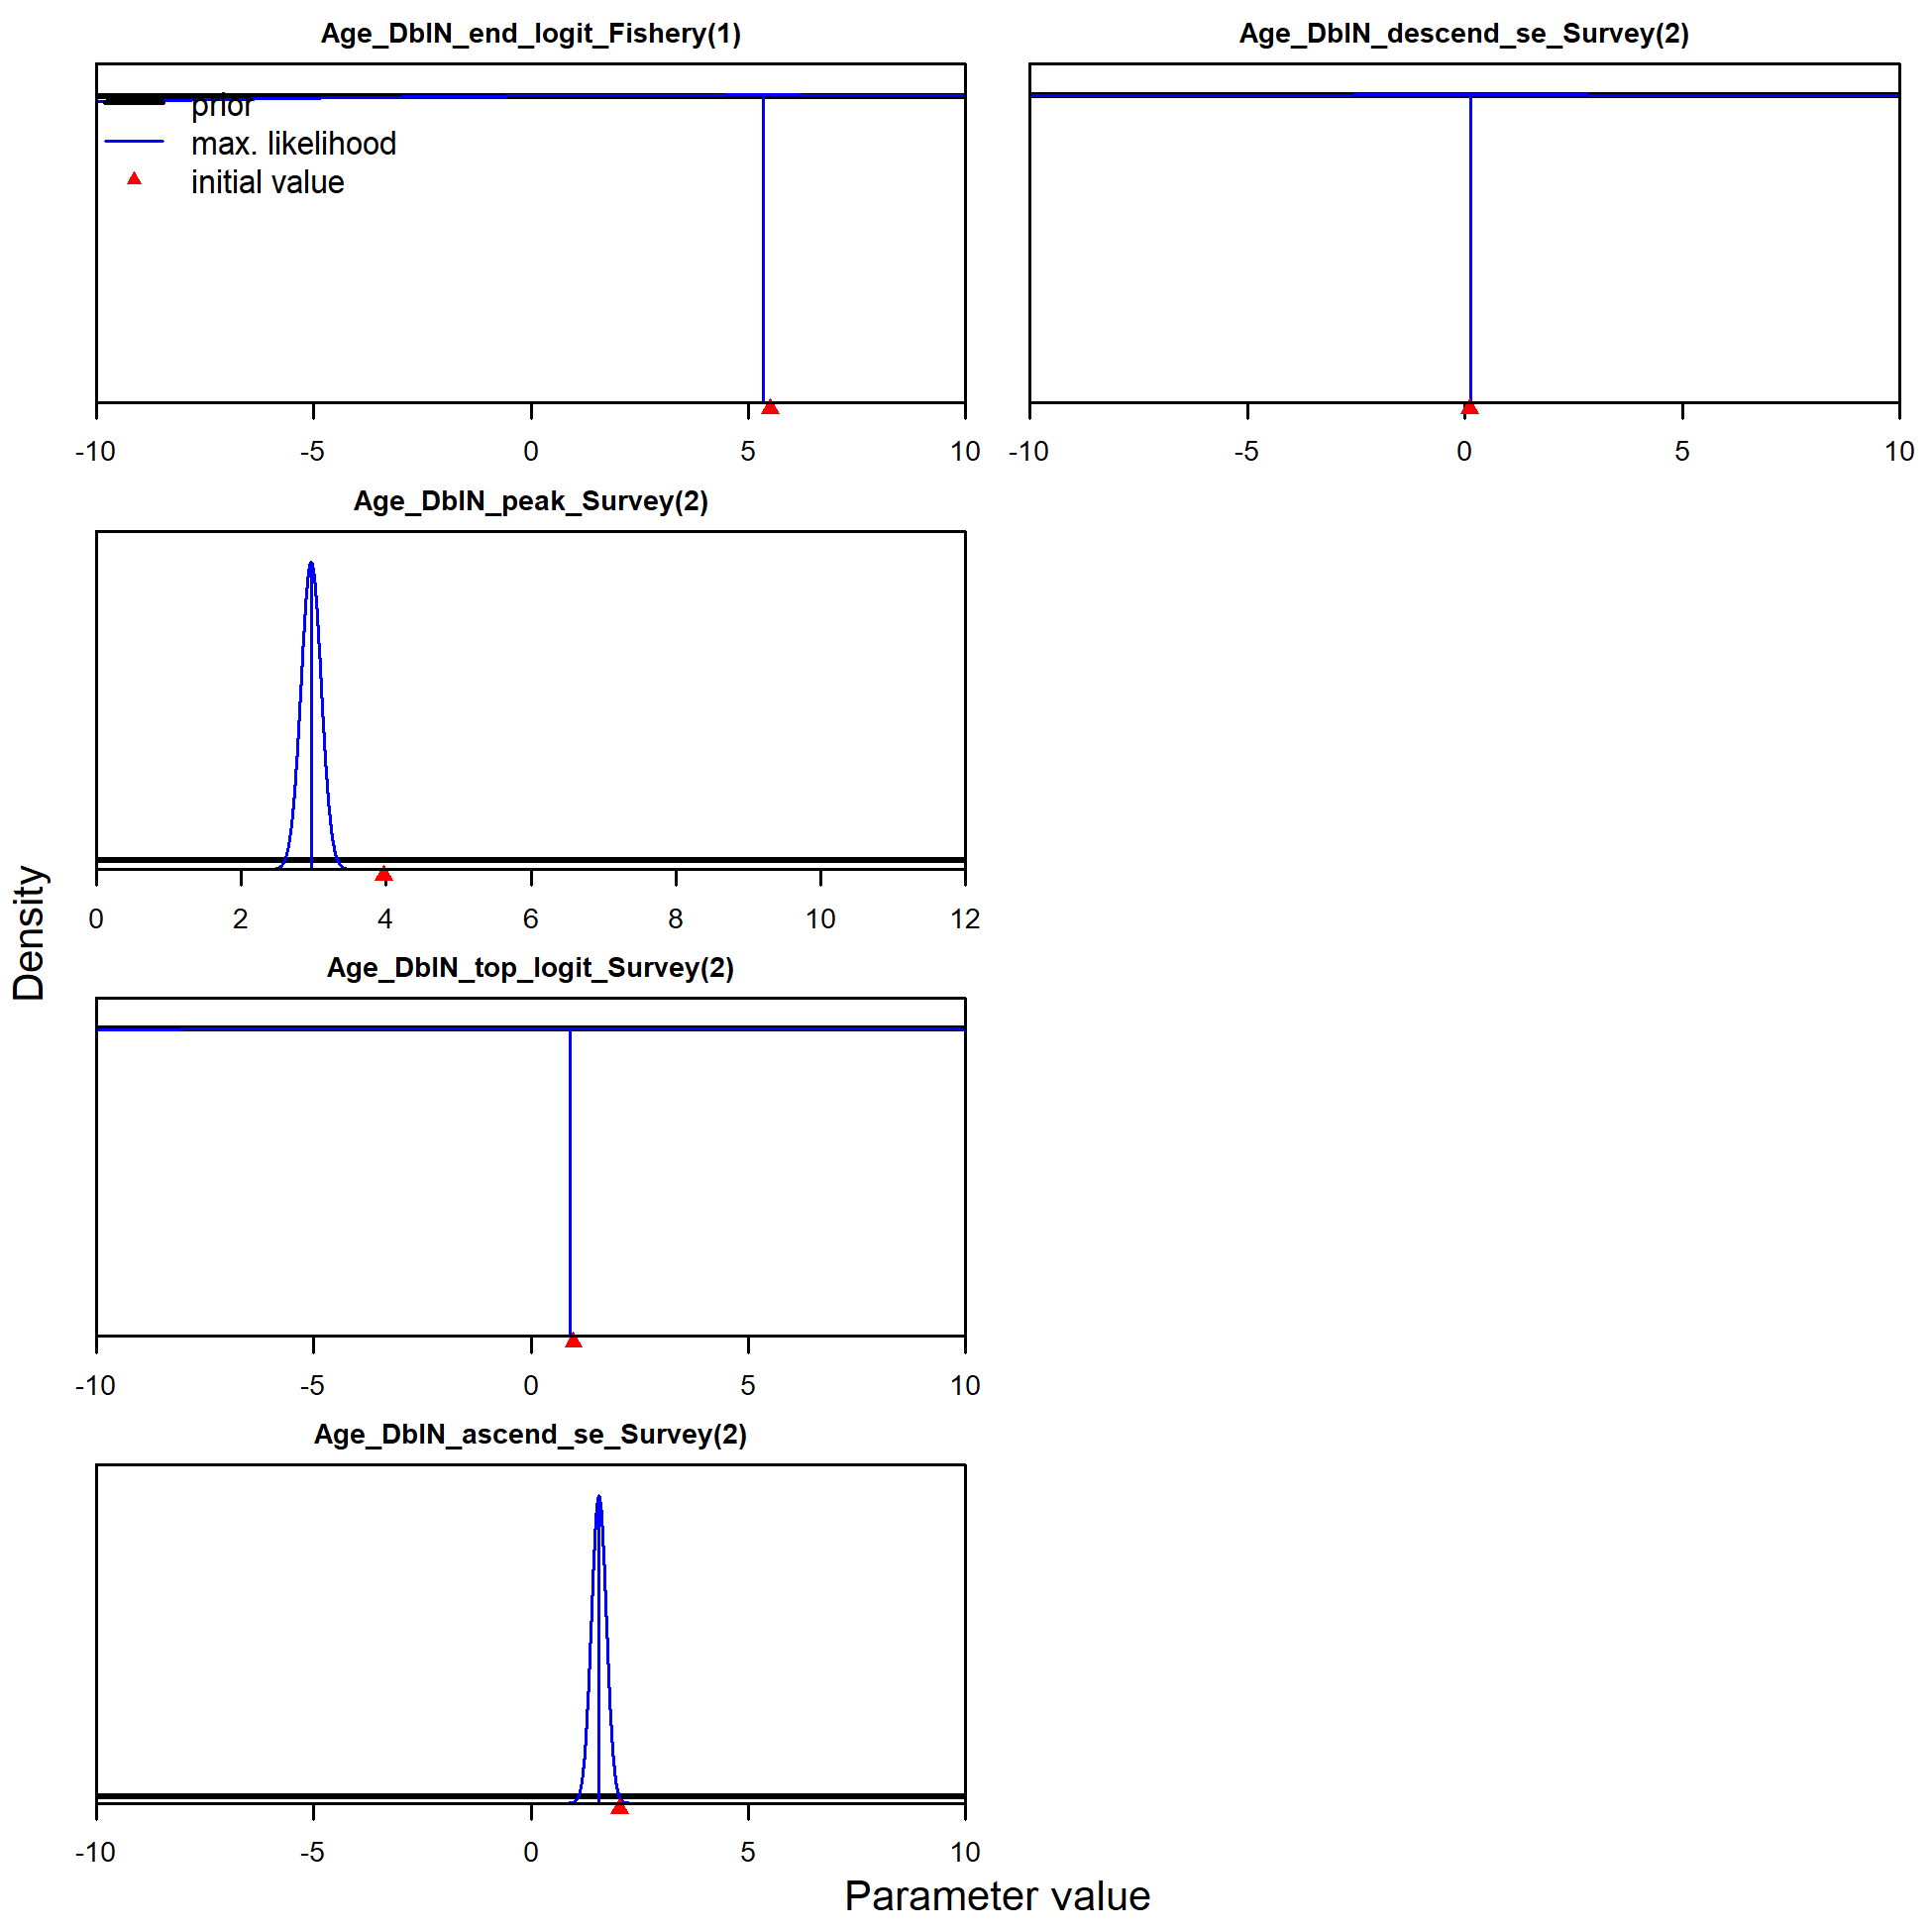 Age_DblN_end_logit_Fishery(1)
Age_DblN_descend_se_Survey(2)
prior
max. likelihood
initial value
-10 -5 0 5 10
-10 -5 0 5 10
Age_DblN_peak_Survey(2)
0 2 4 6 8 10 12
Age_DblN_top_logit_Survey(2)
-10 -5 0 5 10
Age_DblN_ascend_se_Survey(2)
-10 -5 0 5 10
Density
Parameter value